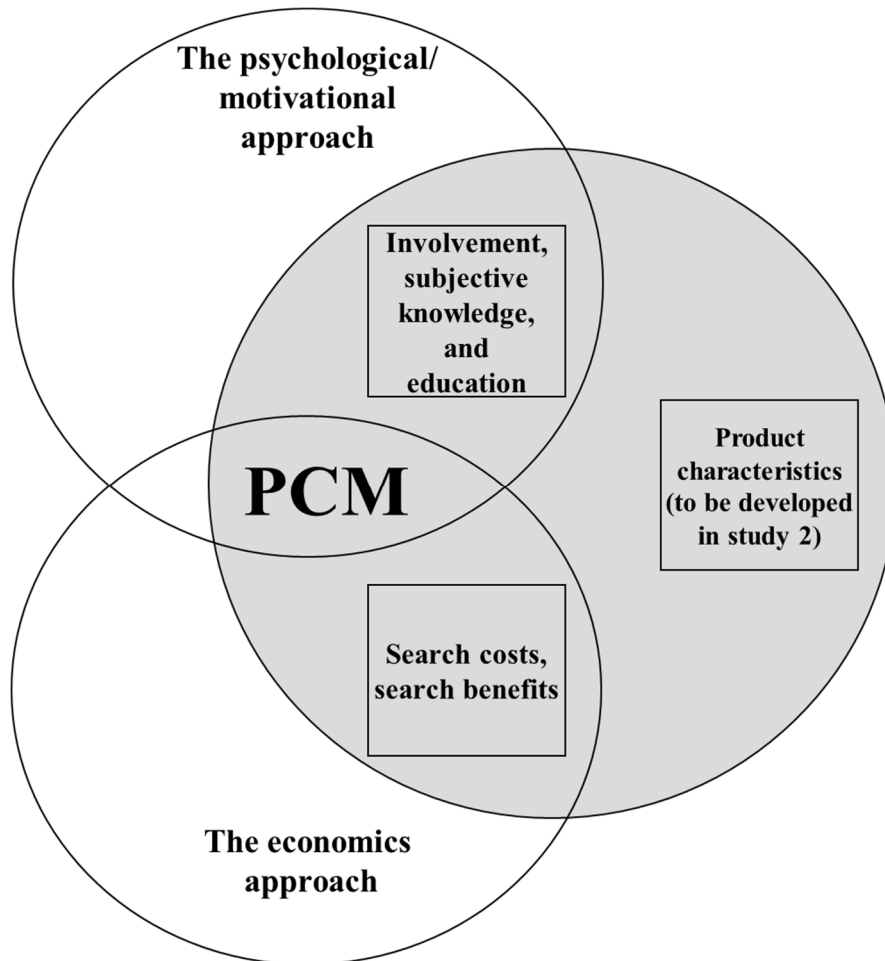 The psychological/
motivational
approach
Involvement,
subjective
knowledge,
and
education
PCM
Product
characteristics
(to be developed
in study 2)
Search costs,
search benefits
The economics
approach